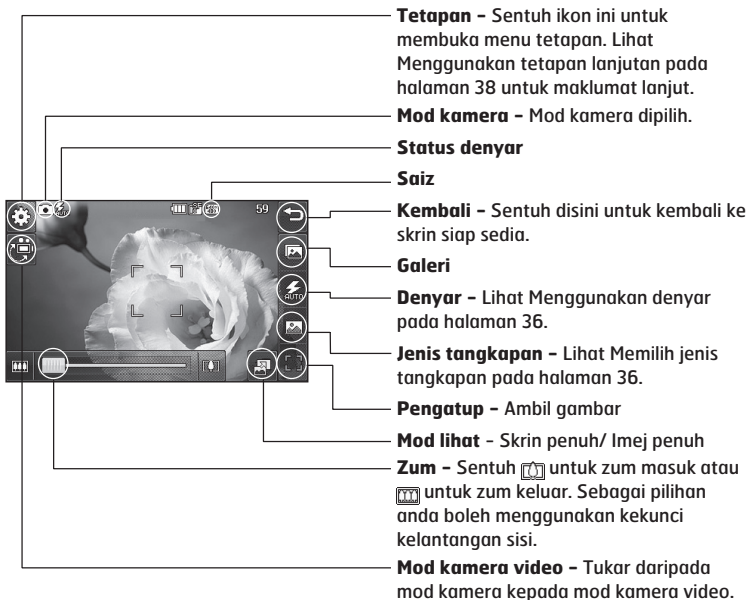 Tetapan – Sentuh ikon ini untuk
membuka menu tetapan. Lihat
Menggunakan tetapan lanjutan pada
halaman 38 untuk maklumat lanjut.
Mod kamera – Mod kamera dipilih.
Status denyar
Saiz
59
Kembali – Sentuh disini untuk kembali ke
skrin siap sedia.
Galeri
AUTO
Denyar – Lihat Menggunakan denyar
pada halaman 36.
Jenis tangkapan – Lihat Memilih jenis
tangkapan pada halaman 36.
Pengatup – Ambil gambar
Mod lihat - Skrin penuh/ Imej penuh
Zum – Sentuh untuk zum masuk atau
untuk zum keluar. Sebagai pilihan
anda boleh menggunakan kekunci
kelantangan sisi.
Mod kamera video – Tukar daripada
mod kamera kepada mod kamera video.